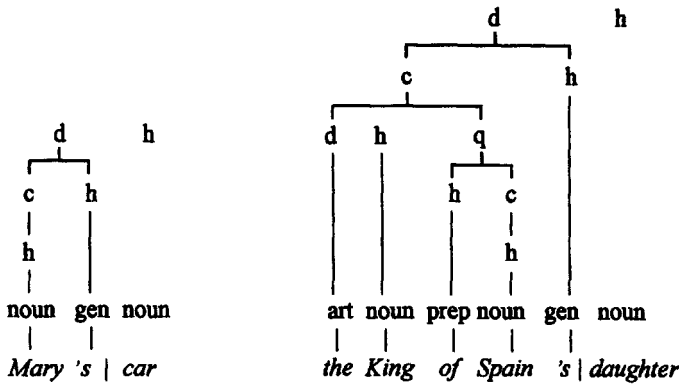 d h
c h
d h d h q
c h h c
h h
noun gen noun art noun prep noun gen noun
Mary 's | car the King of Spain 's | daughter